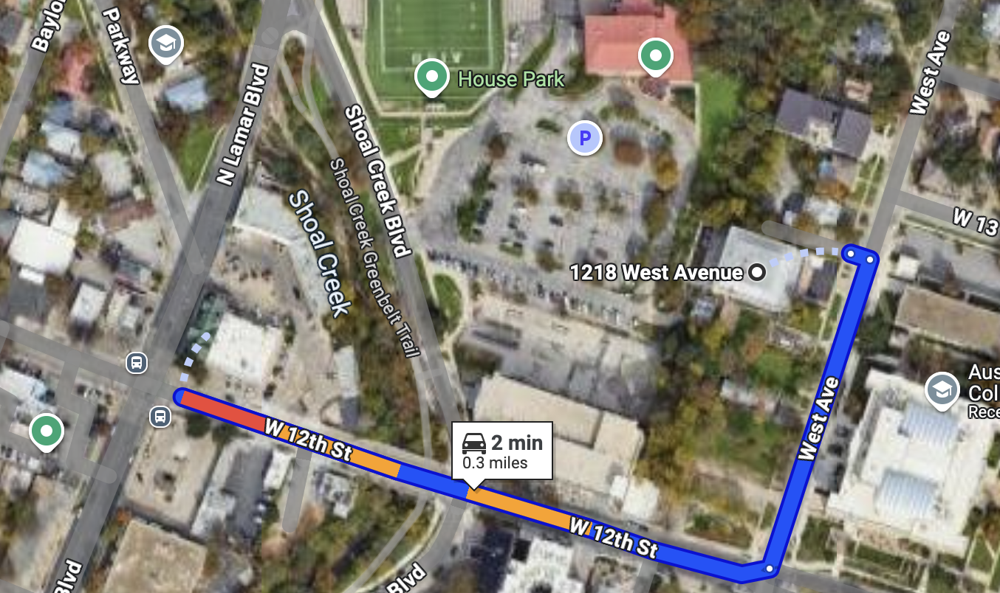 Baylo
Parkway
N Lamar Blvd
House Park
West Ave
Shoal Creek Blvd
Shoal Creek Greenbelt Trail
Shoal Creek
P
W 13
1218 West Avenue
Aus
Coll
Rece
West Ave
W 12th St
2 min
0.3 miles
W 12th St
Blvd
Blvd